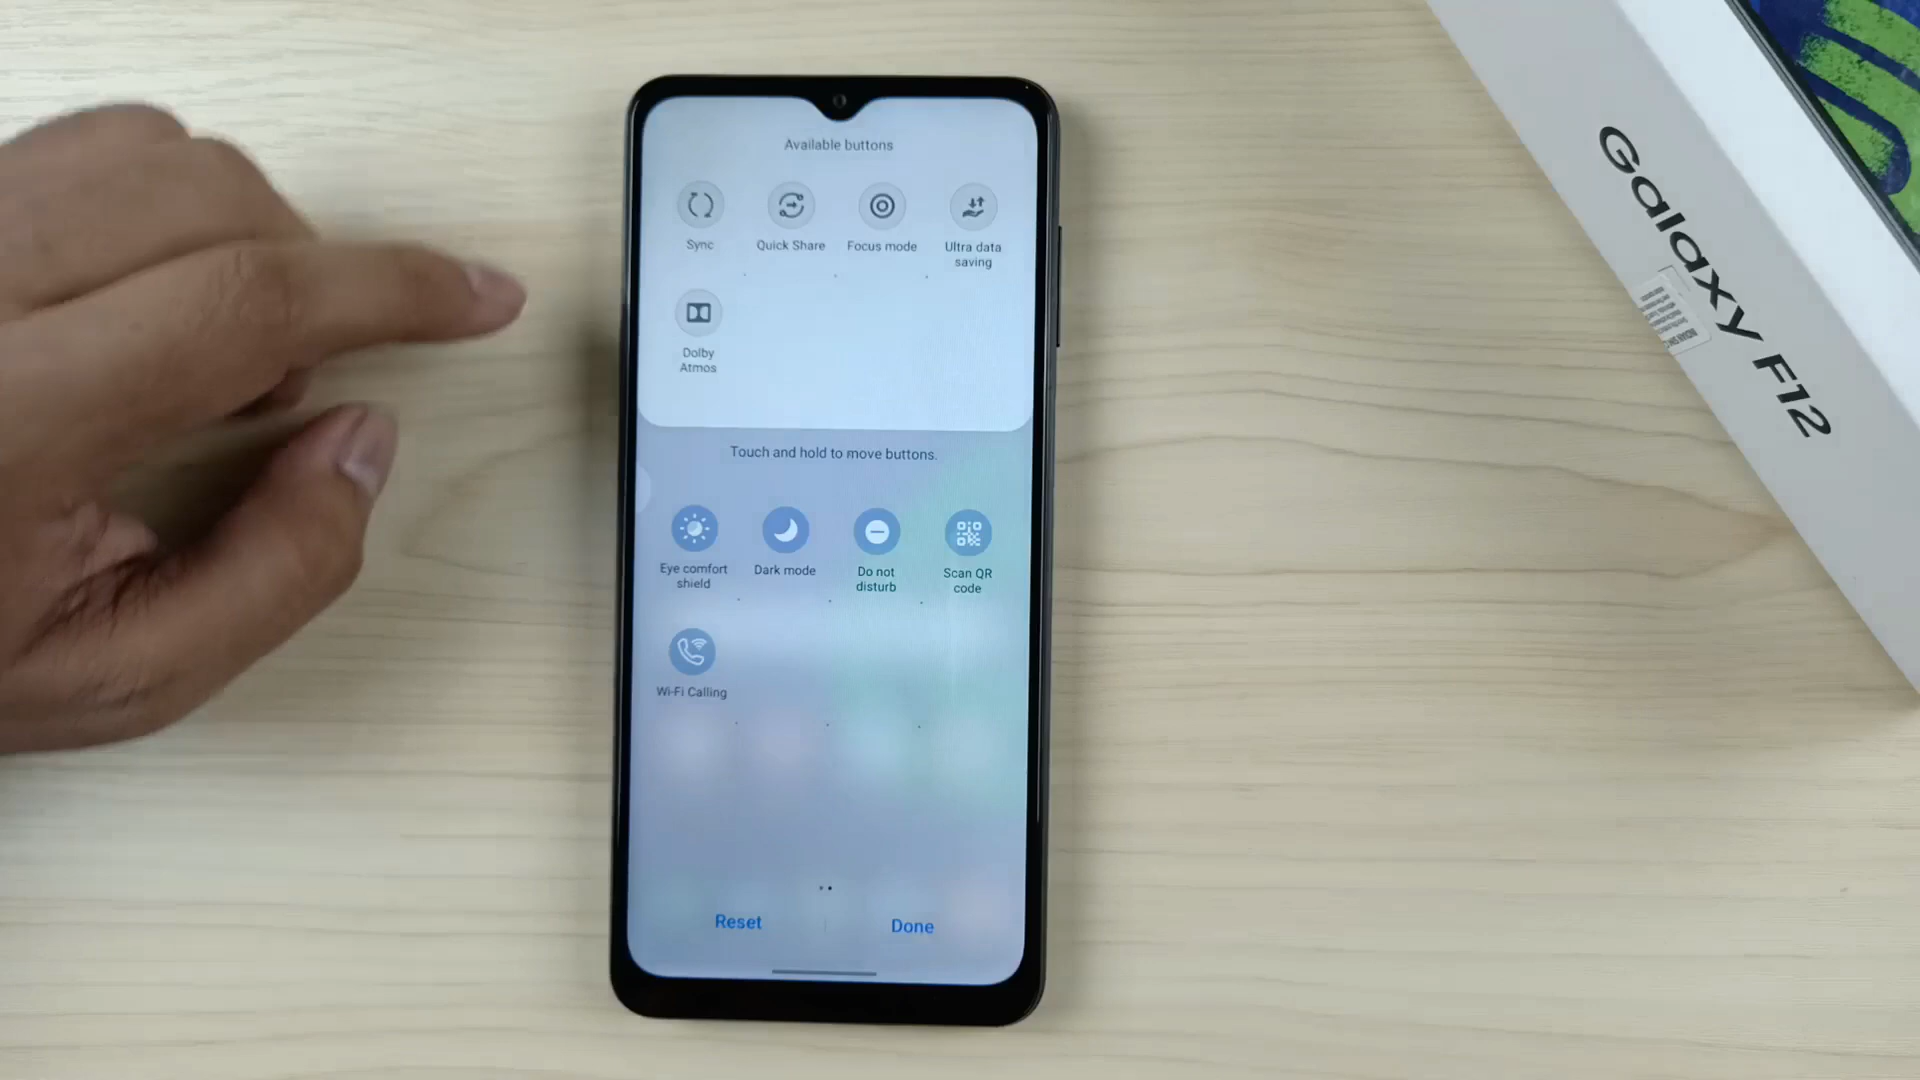 Available buttons
Sync
Quick Share
Focus mode
Ultra data
saving
Dolby
Atmos
Touch and hold to move buttons.
Eye comfort
shield
Dark mode
Do not
disturb
Scan QR
code
Wi-Fi Calling
Reset
Done
Galaxy F12